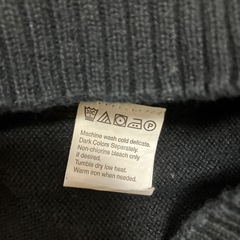 Machine wash cold delicate.
Dark Colors Separately.
Non-chlorine bleach only
if desired.
Tumble dry low heat.
Warm iron when needed.